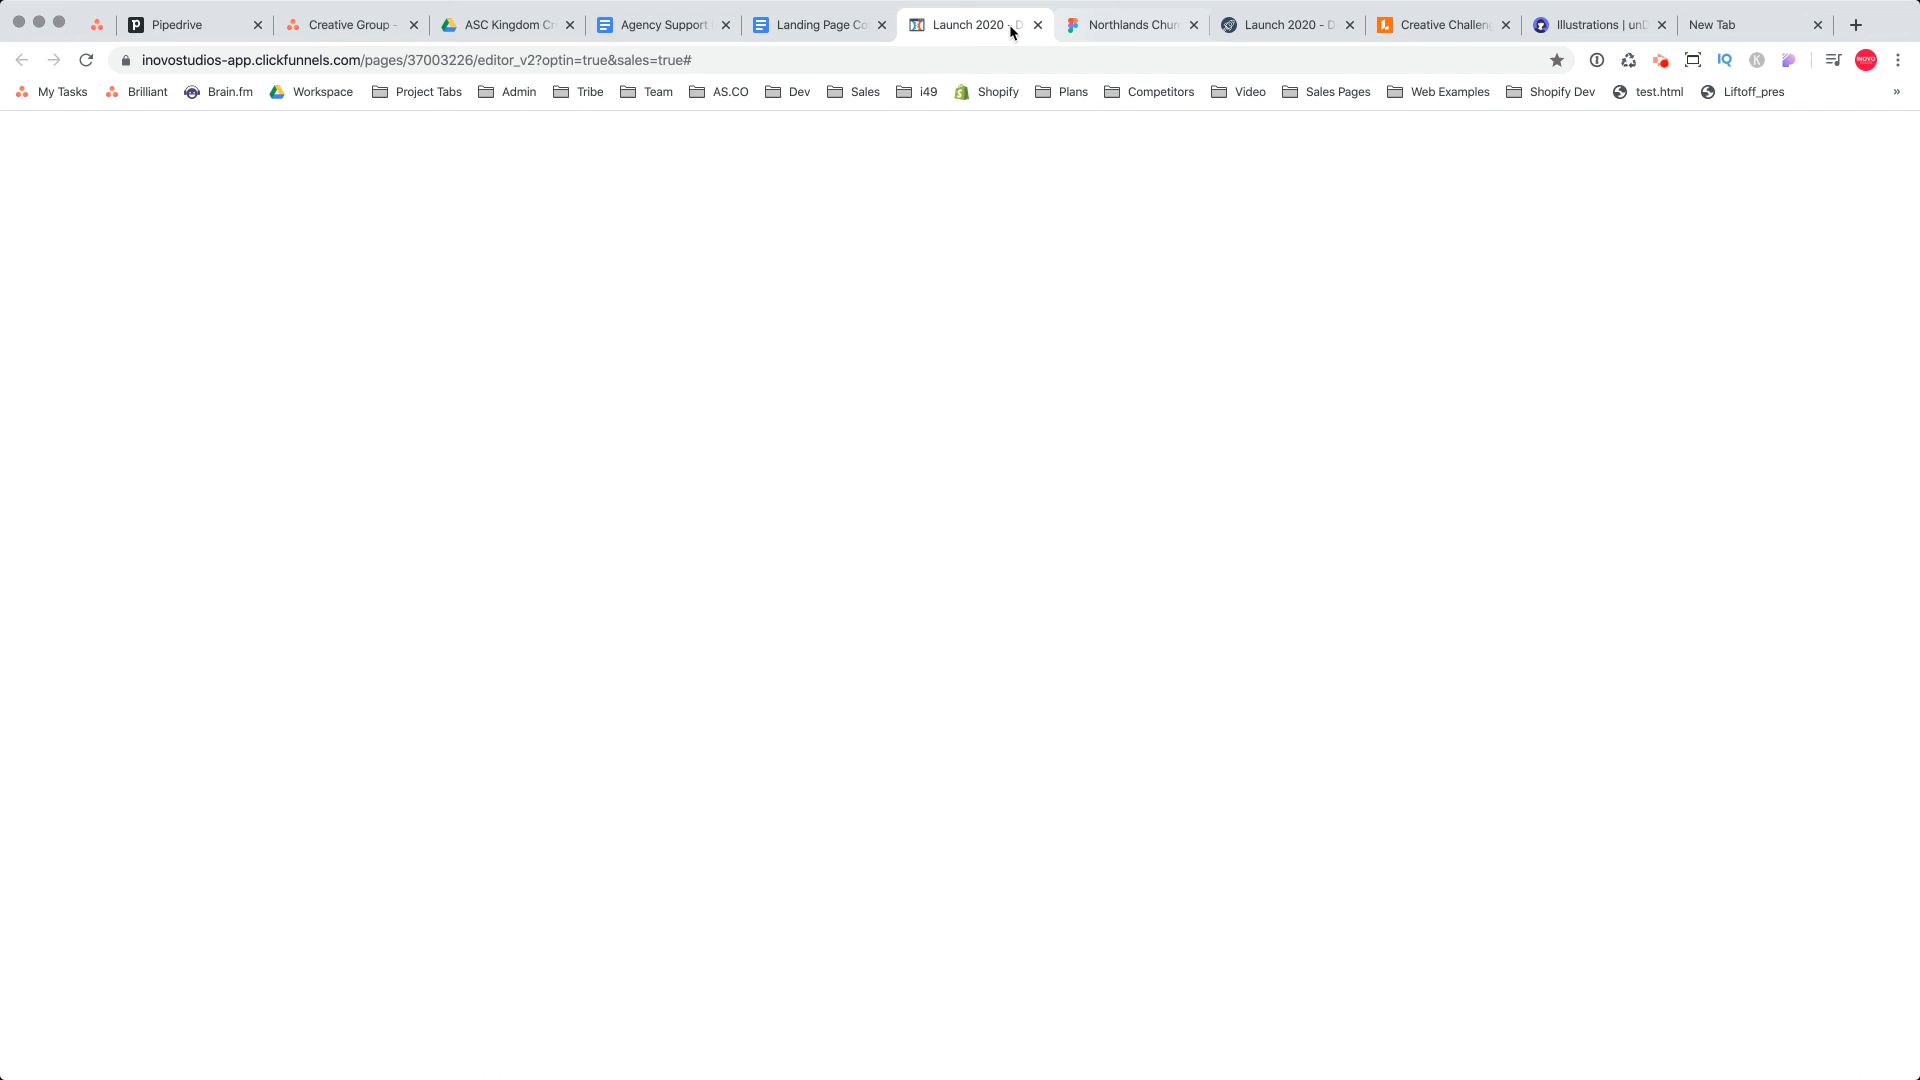 Pipedrive
Creative Group -
ASC Kingdom Cr
Agency Support
Landing Page Co
Launch 2020 - D
Northlands Chur
Launch 2020 - D
Creative Challeng
Illustrations | unD
New Tab
inovostudios-app.clickfunnels.com/pages/37003226/editor_v2?optin=true&sales=true#
IQ
K
INOVO
My Tasks
Brilliant
Brain.fm
Workspace
Project Tabs
Admin
Tribe
Team
AS.CO
Dev
Sales
i49
Shopify
Plans
Competitors
Video
Sales Pages
Web Examples
Shopify Dev
test.html
Liftoff_pres
»